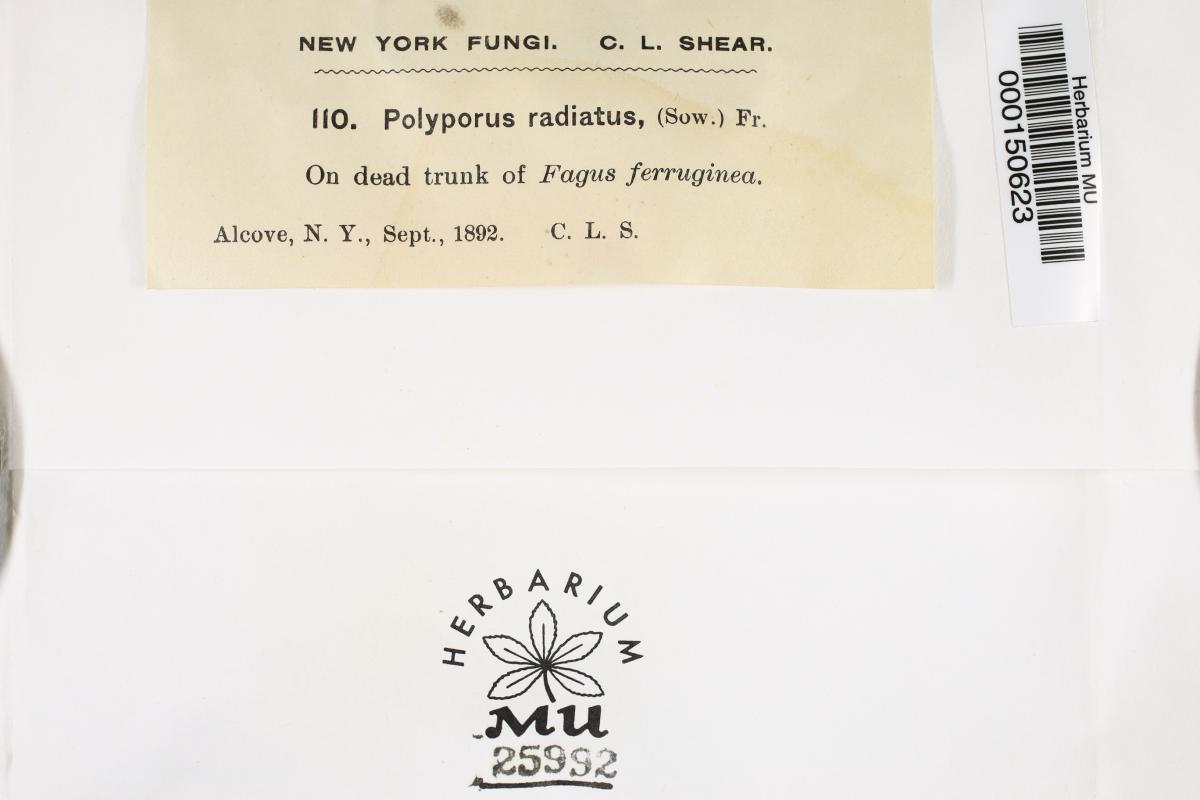 NEW YORK FUNGI. C. L. SHEAR.
110. Polyporus radiatus, (Sow.) Fr.
On dead trunk of Fagus ferruginea.
Alcove, N. Y., Sept., 1892. C. L. S.
Herbarium MU
000150623
HERBARIUM
MU
25992